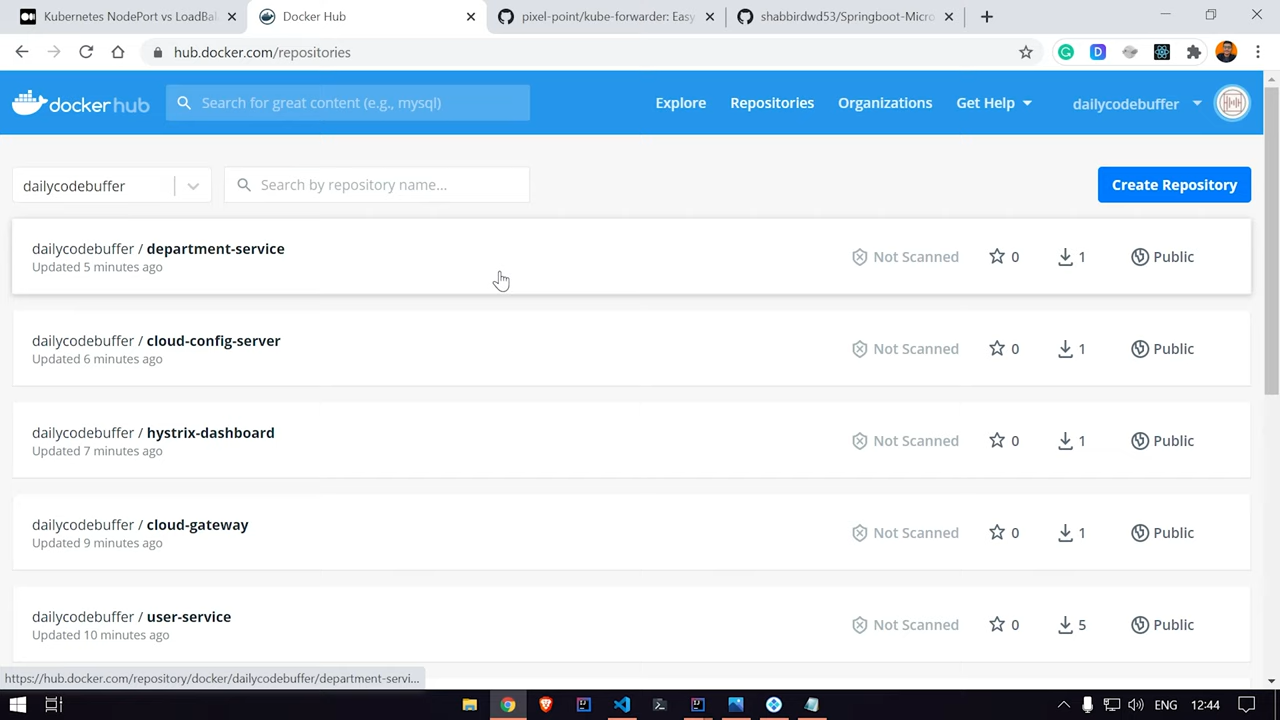 Kubernetes NodePort vs LoadBal
Docker Hub
pixel-point/kube-forwarder: Easy
shabbirdwd53/Springboot-Micro
hub.docker.com/repositories
dockerhub
Search for great content (e.g., mysql)
Explore
Repositories
Organizations
Get Help
dailycodebuffer
dailycodebuffer
Search by repository name...
Create Repository
dailycodebuffer / department-service
Updated 5 minutes ago
Not Scanned
0
1
Public
dailycodebuffer / cloud-config-server
Updated 6 minutes ago
Not Scanned
0
1
Public
dailycodebuffer / hystrix-dashboard
Updated 7 minutes ago
Not Scanned
0
1
Public
dailycodebuffer / cloud-gateway
Updated 9 minutes ago
Not Scanned
0
1
Public
dailycodebuffer / user-service
Updated 10 minutes ago
Not Scanned
0
5
Public
https://hub.docker.com/repository/docker/dailycodebuffer/department-servi...
ENG
12:44